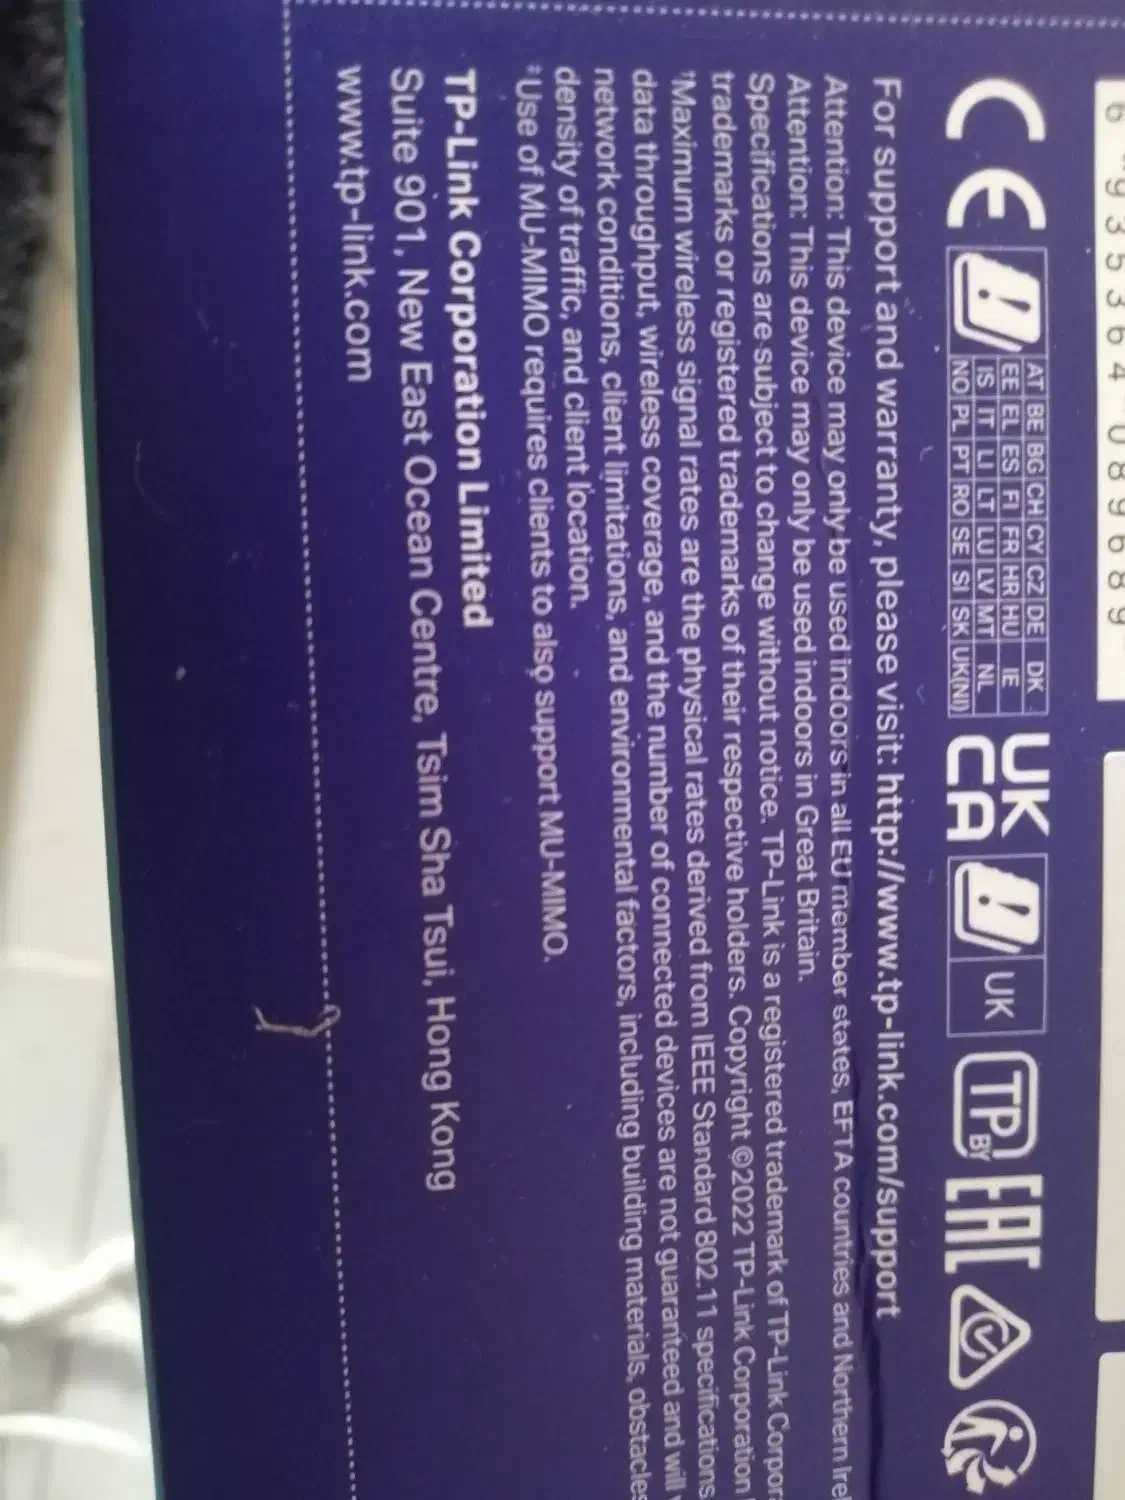 6 935364 089689
CE
AT BE BG CH CY CZ DE DK
EE EL ES FI FR HR HU IE
IS IT LI LT LU LV MT NL
NO PL PT RO SE SI SK UK(NI)
UK
CA
UK
TP
BY
EAC
For support and warranty, please visit: http://www.tp-link.com/support
Attention: This device may only be used indoors in all EU member states, EFTA countries and Northern
Attention: This device may only be used indoors in Great Britain.
Specifications are subject to change without notice. TP-Link is a registered trademark of TP-Link
trademarks or registered trademarks of their respective holders. Copyright ©2022 TP-Link Corporation
†Maximum wireless signal rates are the physical rates derived from IEEE Standard 802.11 specifications
data throughput, wireless coverage, and the number of connected devices are not guaranteed and will
network conditions, client limitations, and environmental factors, including building materials, obstacles
density of traffic, and client location.
‡Use of MU-MIMO requires clients to also support MU-MIMO.
TP-Link Corporation Limited
Suite 901, New East Ocean Centre, Tsim Sha Tsui, Hong Kong
www.tp-link.com